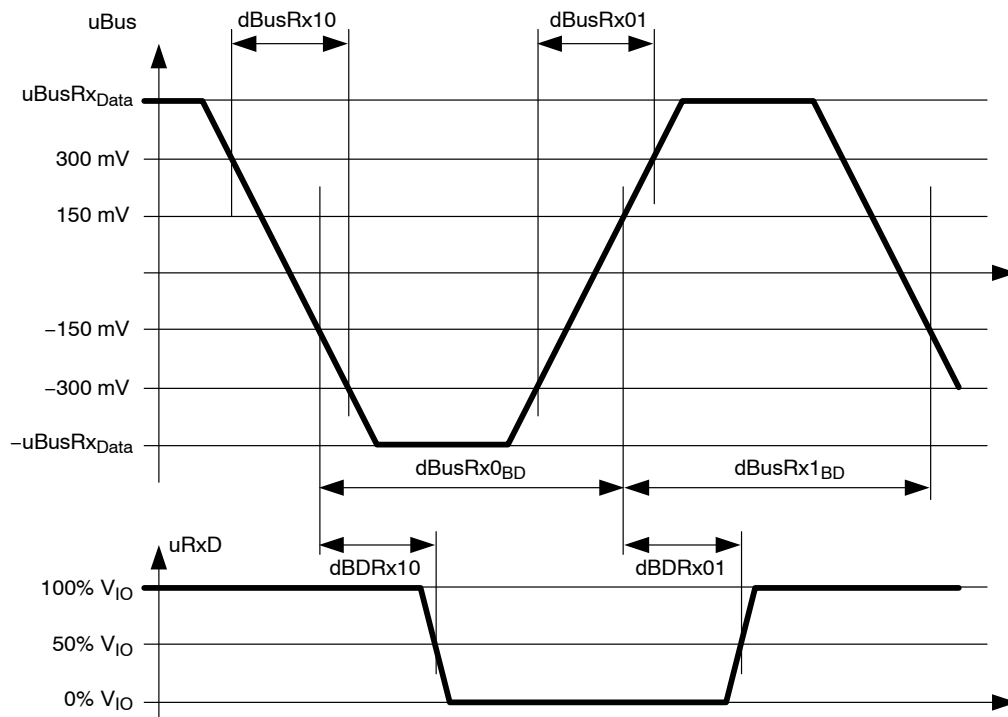 uBus
dBusRx10
dBusRx01
uBusRxData
300 mV
150 mV
−150 mV
−300 mV
−uBusRxData
dBusRx0BD
dBusRx1BD
uRxD
dBDRx10
dBDRx01
100% VIO
50% VIO
0% VIO